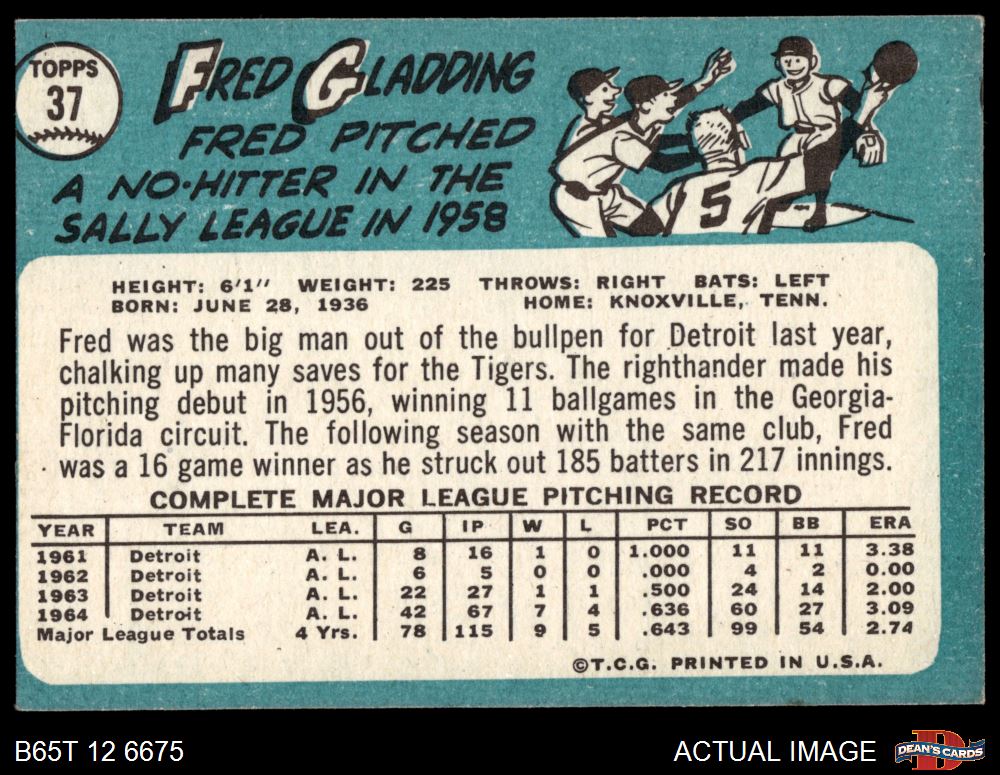 TOPPS
37
FRED GLADDING
FRED PITCHED
A NO-HITTER IN THE
SALLY LEAGUE IN 1958
5
HEIGHT: 6'1" WEIGHT: 225 THROWS: RIGHT BATS: LEFT
BORN: JUNE 28, 1936 HOME: KNOXVILLE, TENN.
Fred was the big man out of the bullpen for Detroit last year,
chalking up many saves for the Tigers. The righthander made his
pitching debut in 1956, winning 11 ballgames in the Georgia-
Florida circuit. The following season with the same club, Fred
was a 16 game winner as he struck out 185 batters in 217 innings.
COMPLETE MAJOR LEAGUE PITCHING RECORD
YEAR TEAM LEA. G IP W L PCT SO BB ERA
1961 Detroit A. L. 8 16 1 0 1.000 11 11 3.38
1962 Detroit A. L. 6 5 0 0 .000 4 2 0.00
1963 Detroit A. L. 22 27 1 1 .500 24 14 2.00
1964 Detroit A. L. 42 67 7 4 .636 60 27 3.09
Major League Totals 4 Yrs. 78 115 9 5 .643 99 54 2.74
©T.C.G. PRINTED IN U.S.A.
B65T 12 6675 ACTUAL IMAGE
D
DEAN'S CARDS